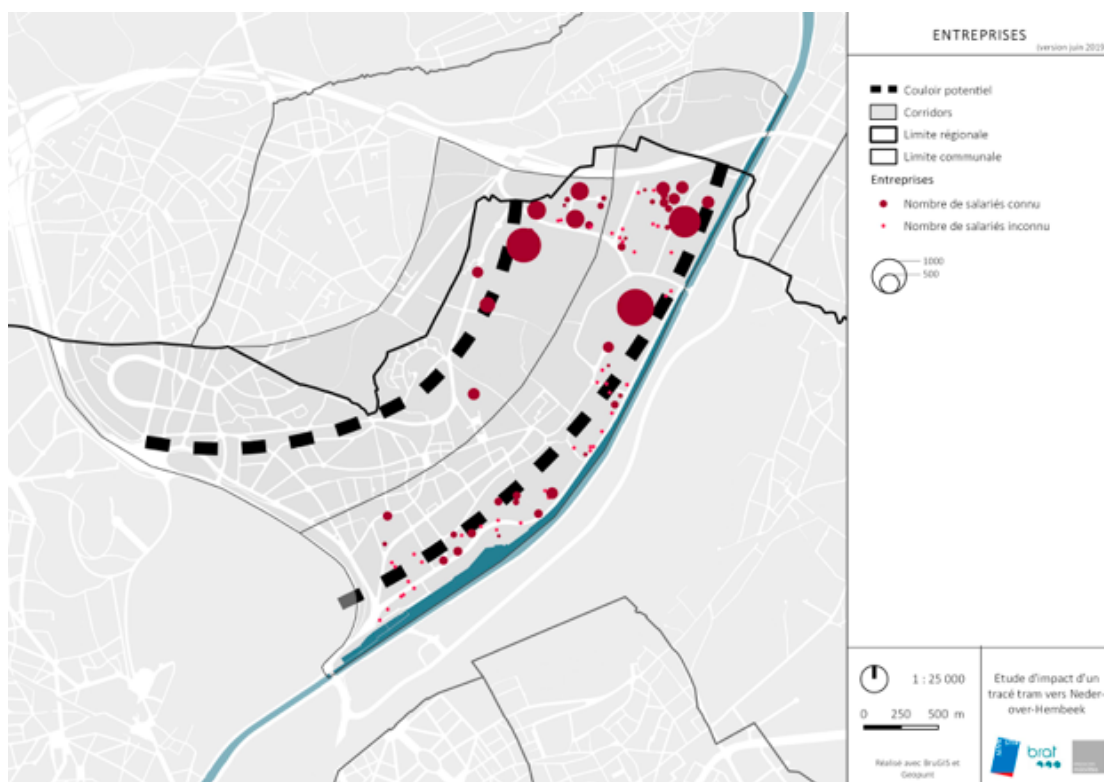 ENTREPRISES
(version juin 2019
Couloir potentiel
Corridors
Limite régionale
Limite communale
Entreprises
Nombre de salariés connu
Nombre de salariés inconnu
1000
500
1 : 25 000
0 250 500 m
Réalisé avec BruGIS et
Geopunt
Etude d'impact d'un
tracé tram vers Neder-
over-Hembeek
brat